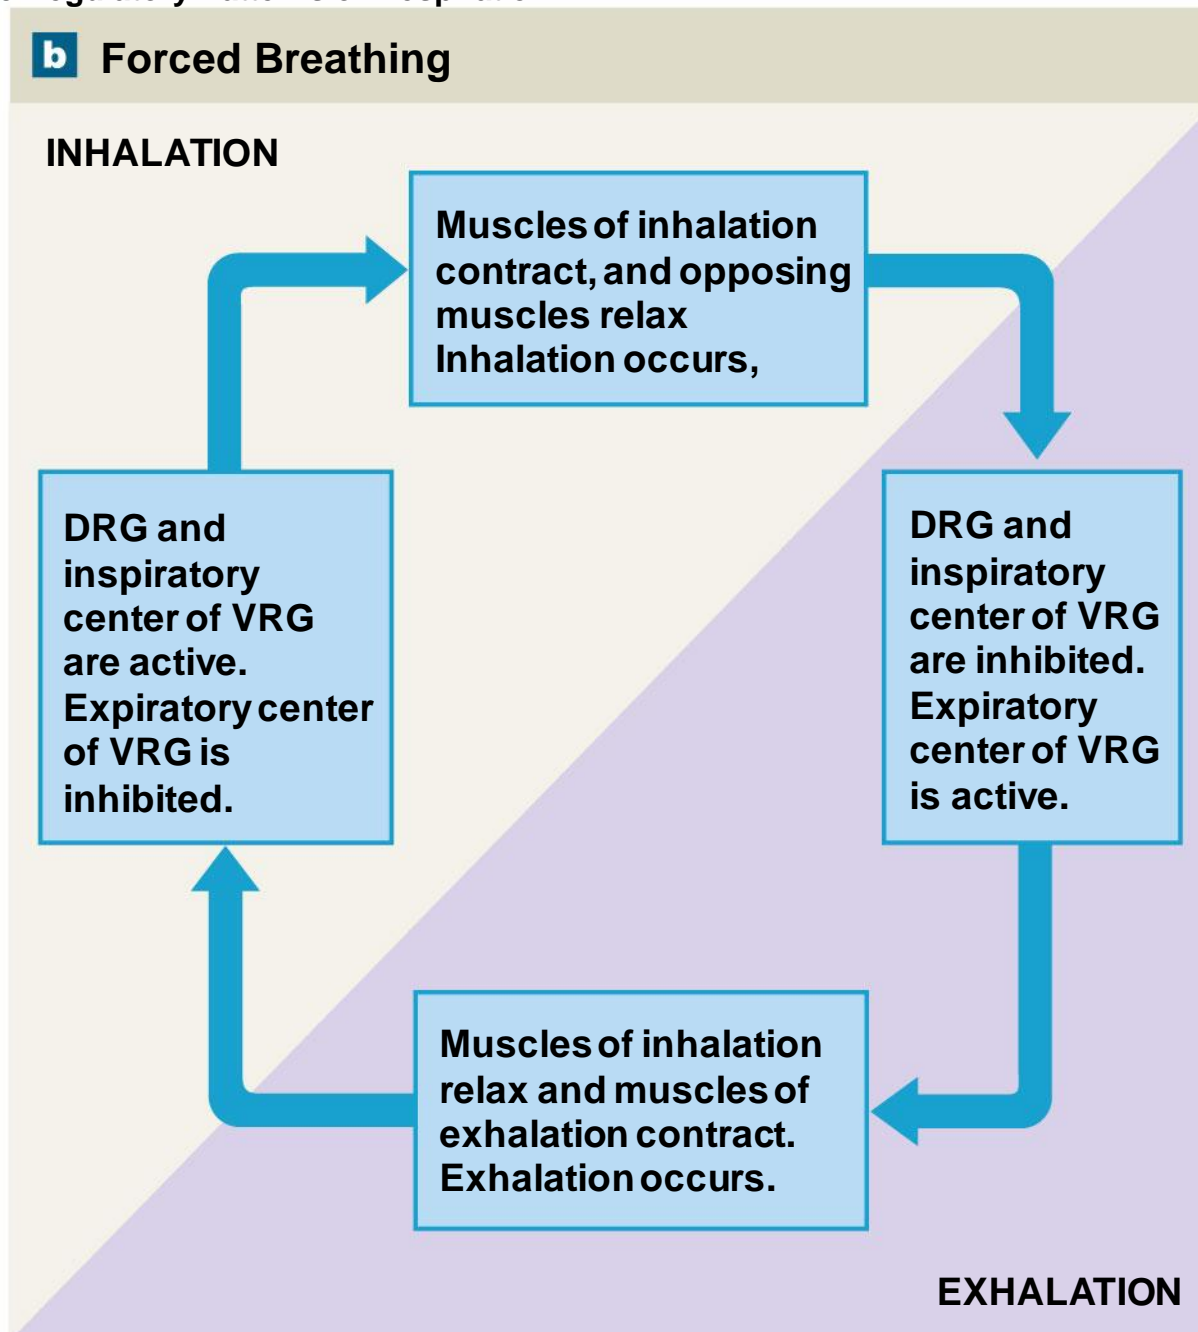 b Forced Breathing
INHALATION
Muscles of inhalation
contract, and opposing
muscles relax
Inhalation occurs,
DRG and
inspiratory
center of VRG
are active.
Expiratory center
of VRG is
inhibited.
DRG and
inspiratory
center of VRG
are inhibited.
Expiratory
center of VRG
is active.
Muscles of inhalation
relax and muscles of
exhalation contract.
Exhalation occurs.
EXHALATION